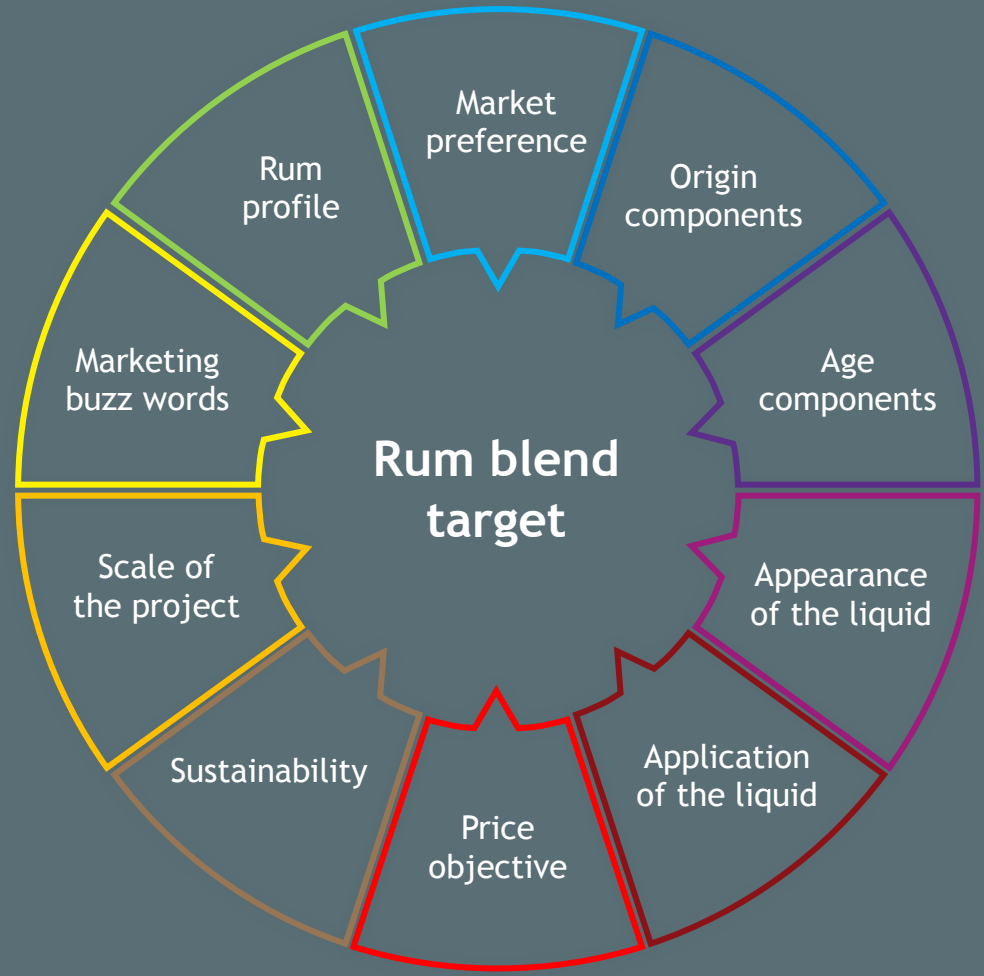 Market
preference
Origin
components
Age
components
Appearance
of the liquid
Application
of the liquid
Price
objective
Sustainability
Scale of
the project
Marketing
buzz words
Rum
profile
Rum blend
target